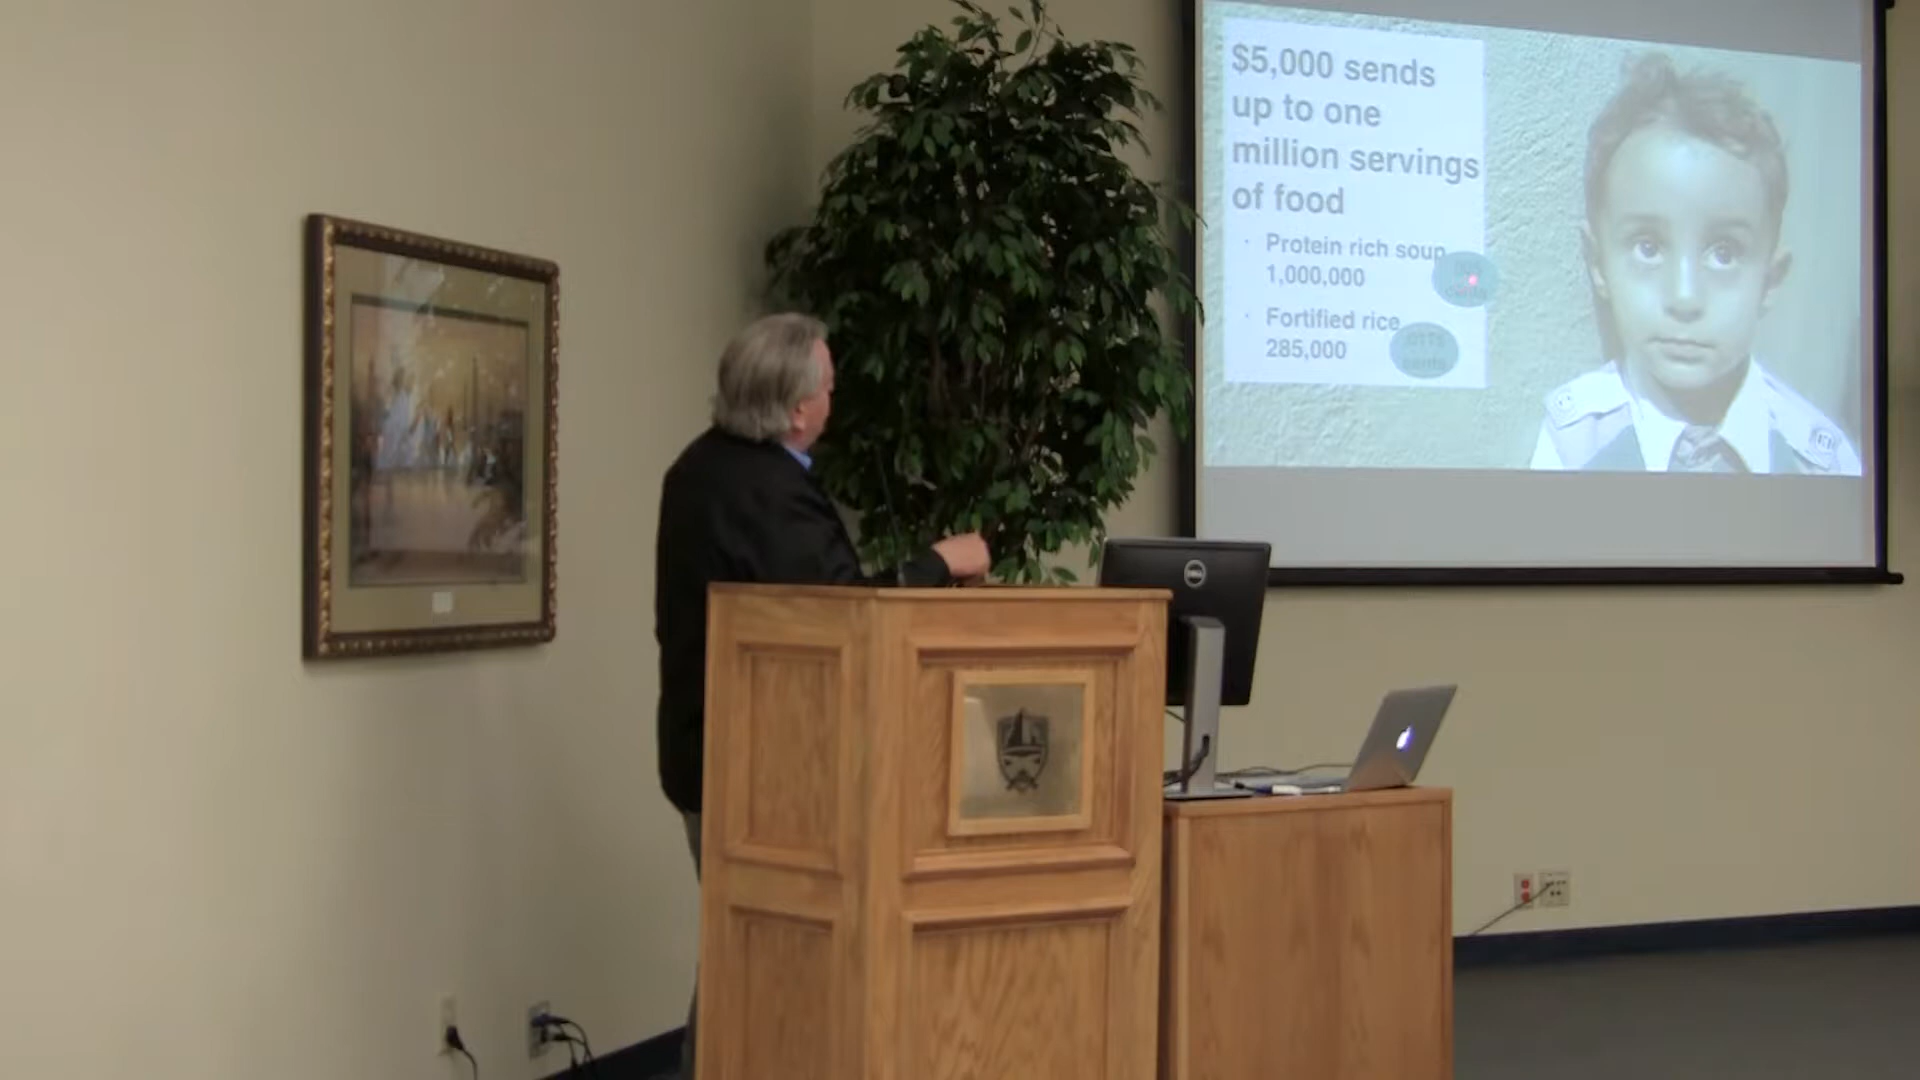 $5,000 sends
up to one
million servings
of food
· Protein rich soup
1,000,000
· Fortified rice
285,000
DELL